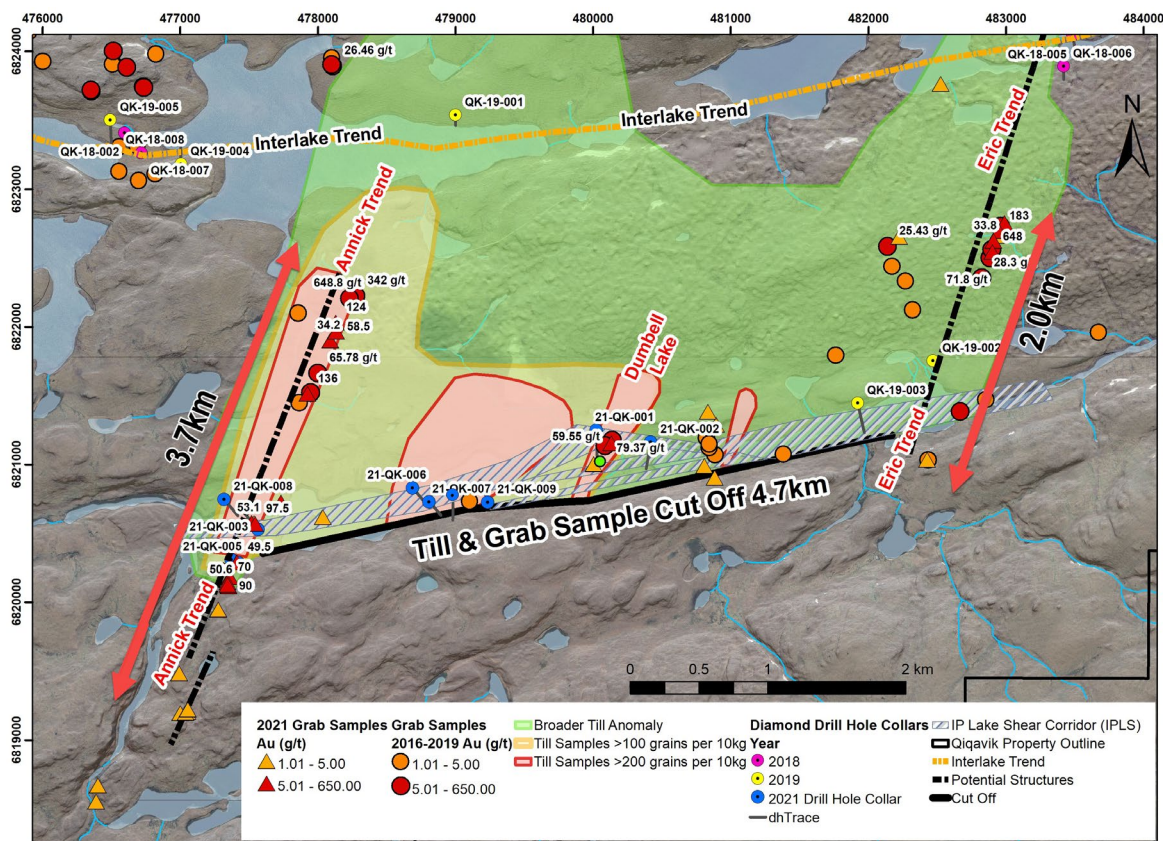 476000
477000
478000
479000
480000
481000
482000
483000
484000
6824000
6823000
6822000
6821000
6820000
6819000
26.46 g/t
QK-18-005
QK-18-006
QK-19-005
QK-19-001
QK-18-008
QK-18-002
QK-19-004
QK-18-007
Interlake Trend
Interlake Trend
N
Eric Trend
Annick Trend
25.43 g/t
183
33.8
648
28.3 g
71.8 g/t
648.8 g/t
342 g/t
124
34.2
58.5
65.78 g/t
136
3.7km
2.0km
Dumbell
Lake
QK-19-002
QK-19-003
21-QK-001
21-QK-002
59.55 g/t
79.37 g/t
Eric Trend
21-QK-006
21-QK-007
21-QK-009
21-QK-008
53.1
97.5
21-QK-003
21-QK-005
49.5
50.6
70
90
Till & Grab Sample Cut Off 4.7km
Annick Trend
0 0.5 1 2 km
2021 Grab Samples
Au (g/t)
1.01 - 5.00
5.01 - 650.00
Grab Samples
2016-2019 Au (g/t)
1.01 - 5.00
5.01 - 650.00
Broader Till Anomaly
Till Samples >100 grains per 10kg
Till Samples >200 grains per 10kg
Diamond Drill Hole Collars
Year
2018
2019
2021 Drill Hole Collar
dhTrace
IP Lake Shear Corridor (IPLS)
Qiqavik Property Outline
Interlake Trend
Potential Structures
Cut Off